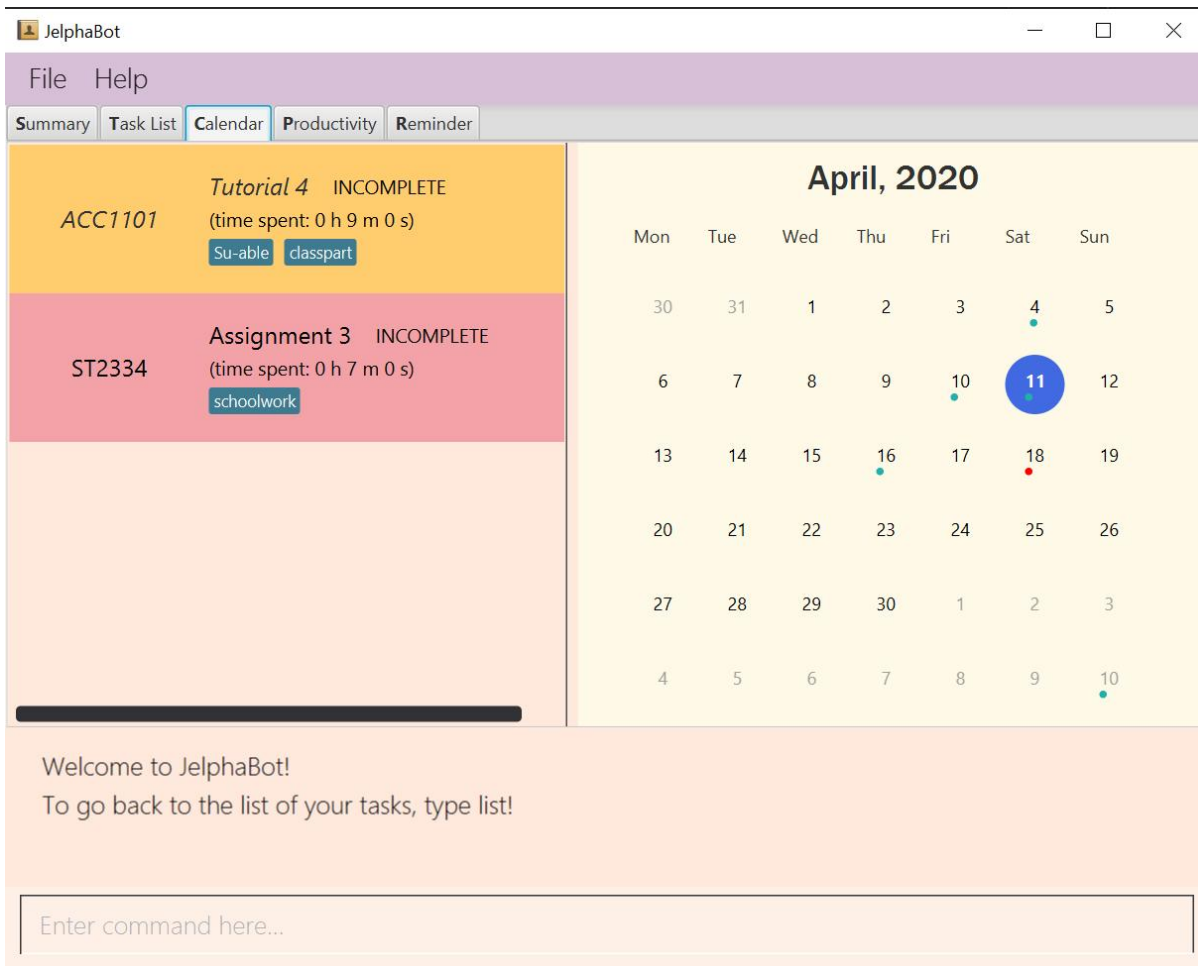 JelphaBot
File Help
Summary Task List Calendar Productivity Reminder
Tutorial 4 INCOMPLETE
ACC1101
(time spent: 0 h 9 m 0 s)
Su-able classpart
Assignment 3 INCOMPLETE
ST2334
(time spent: 0 h 7 m 0 s)
schoolwork
April, 2020
Mon Tue Wed Thu Fri Sat Sun
30 31 1 2 3 4 5
6 7 8 9 10 11 12
13 14 15 16 17 18 19
20 21 22 23 24 25 26
27 28 29 30 1 2 3
4 5 6 7 8 9 10
Welcome to JelphaBot!
To go back to the list of your tasks, type list!
Enter command here...